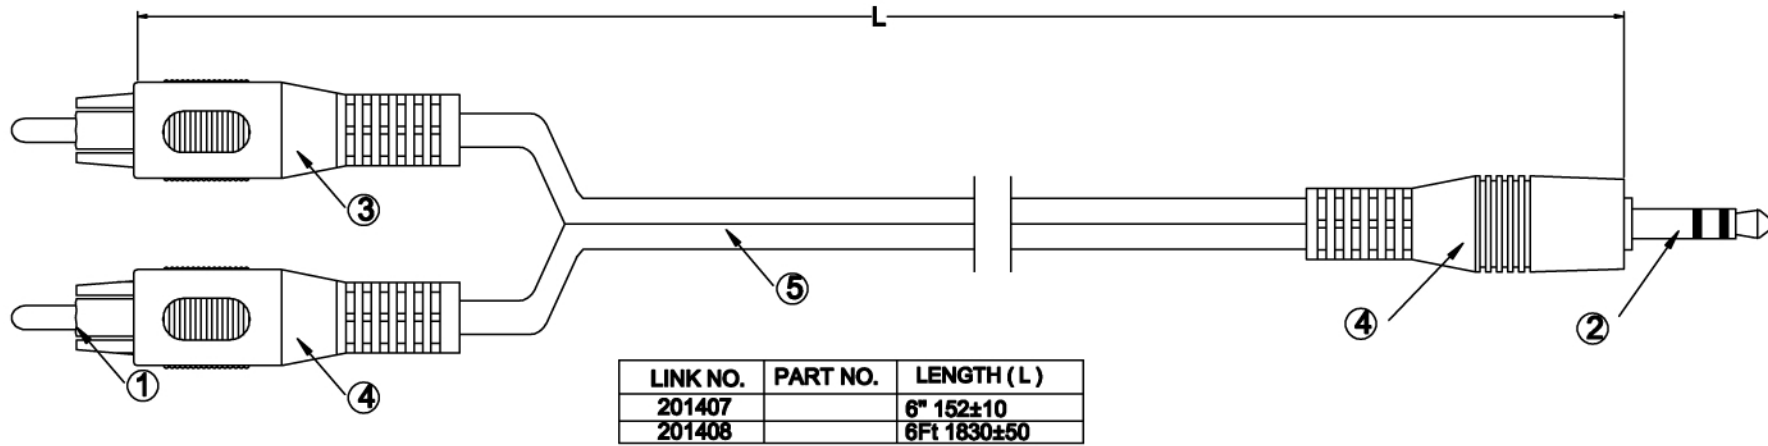 L
③
⑤
④
②
①
④
LINK NO. PART NO. LENGTH ( L )
201407 6" 152±10
201408 6Ft 1830±50